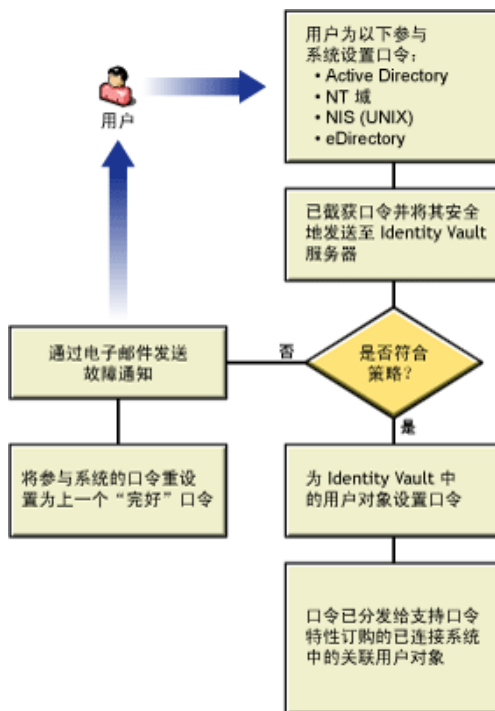 用户为以下参与
系统设置口令：
• Active Directory
• NT 域
• NIS (UNIX)
• eDirectory
用户
已截获口令并将其安全
地发送至 Identity Vault
服务器
通过电子邮件发送
故障通知
否
是否符合
策略？
是
将参与系统的口令重设
置为上一个“完好”口令
为 Identity Vault 中
的用户对象设置口令
口令已分发给支持口令
特性订购的已连接系统
中的关联用户对象